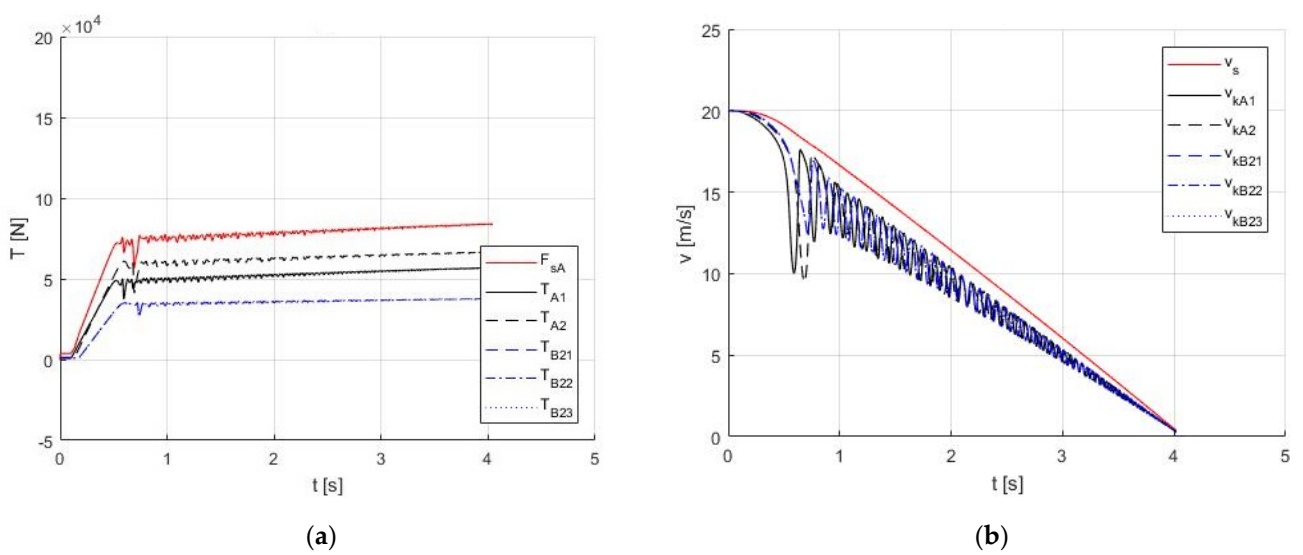 ×10⁴
20
15
10
5
0
-5
0 1 2 3 4 5
T [N]
t [s]
F_sA
T_A1
T_A2
T_B21
T_B22
T_B23
(a)
25
20
15
10
5
0
0 1 2 3 4 5
v [m/s]
t [s]
v_s
v_kA1
v_kA2
v_kB21
v_kB22
v_kB23
(b)